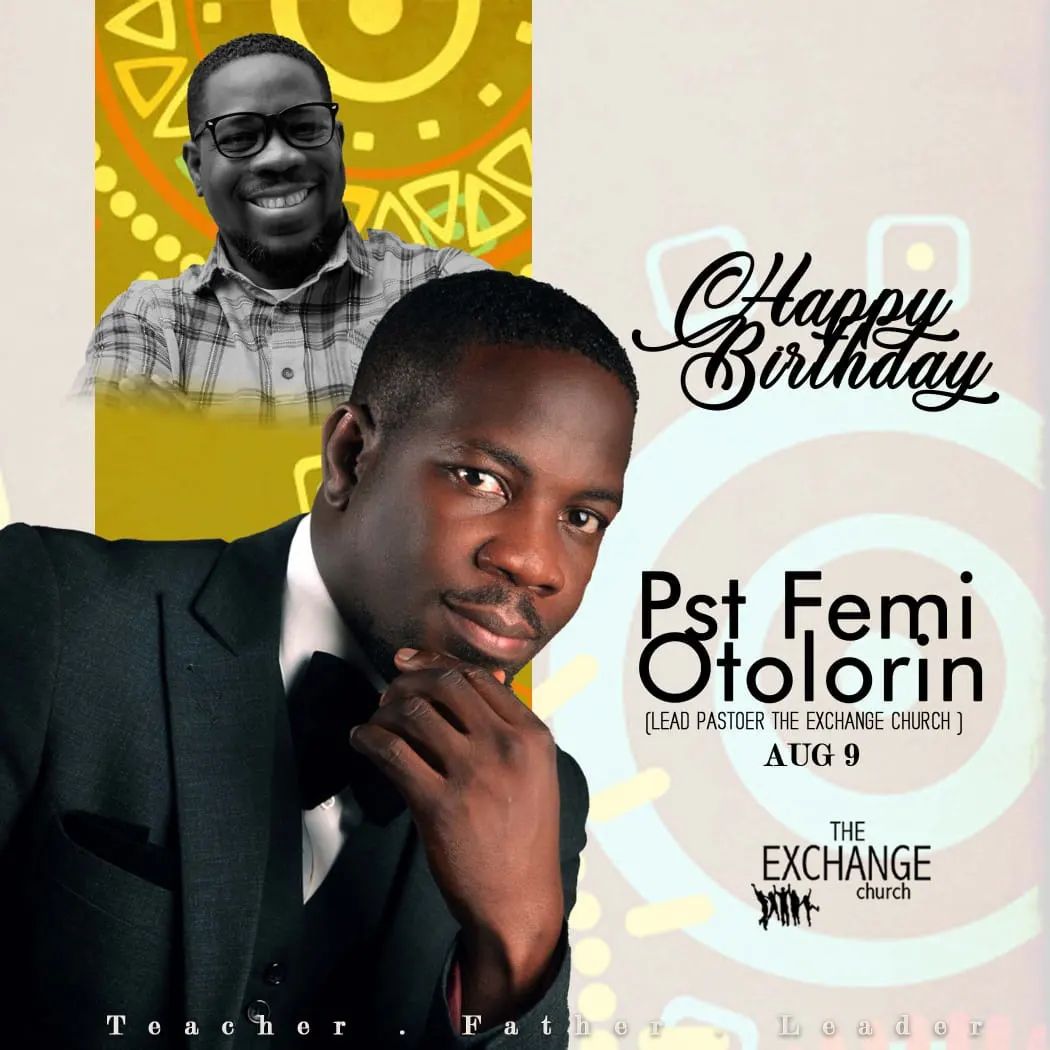 Happy
Birthday
Pst Femi
Otolorin
(LEAD PASTOER THE EXCHANGE CHURCH )
AUG 9
THE
EXCHANGE
church
Teacher . Father . Leader